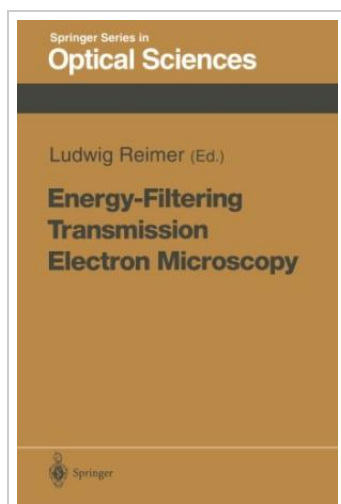 Springer Series in
Optical Sciences
Ludwig Reimer (Ed.)
Energy-Filtering
Transmission
Electron Microscopy
Springer